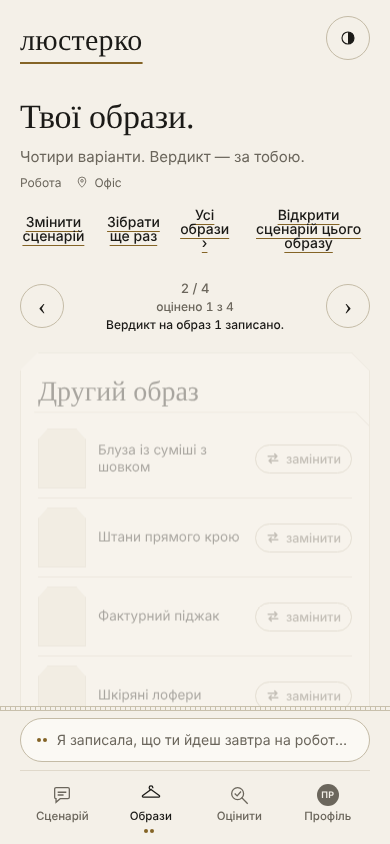 люстерко
Твої образи.
Чотири варіанти. Вердикт — за тобою.
Робота Офіс
Змінити сценарій
Зібрати ще раз
Усі образи ›
Відкрити сценарій цього образу
‹ 2 / 4 ›
оцінено 1 з 4
Вердикт на образ 1 записано.
Другий образ
Блуза із суміші з шовком
замінити
Штани прямого крою
замінити
Фактурний піджак
замінити
Шкіряні лофери
замінити
Я записала, що ти йдеш завтра на робот...
Сценарій
Образи
Оцінити
ПР
Профіль